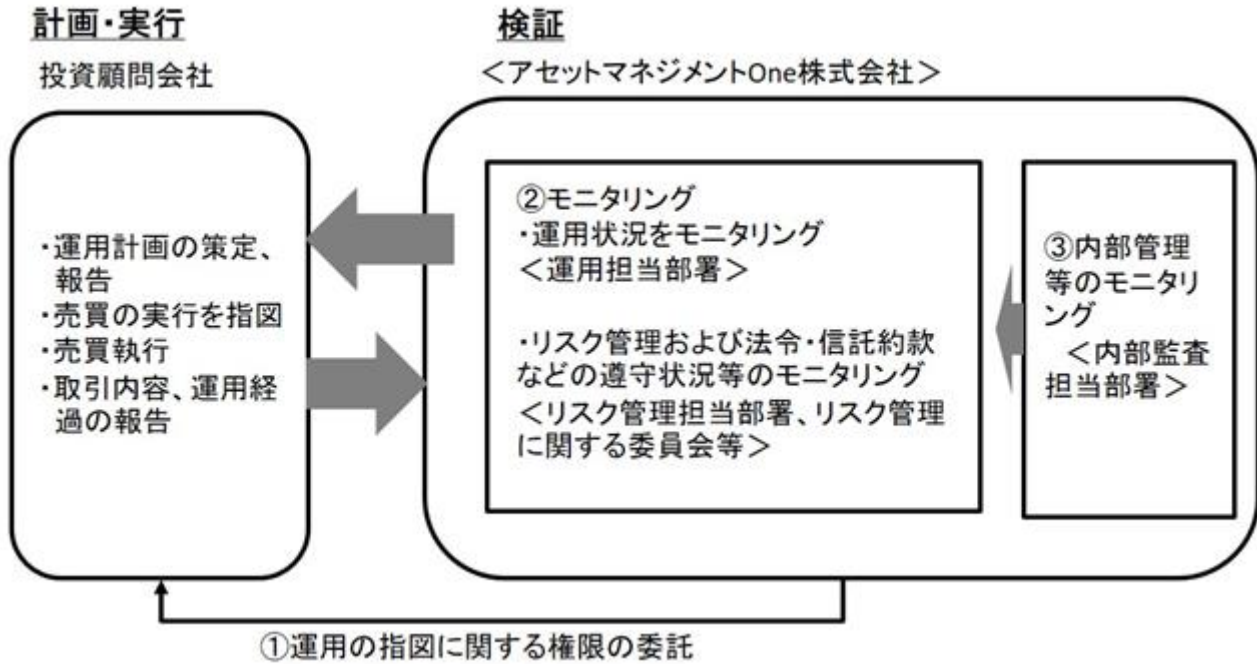 計画・実行
投資顧問会社
・運用計画の策定、
報告
・売買の実行を指図
・売買執行
・取引内容、運用経
過の報告
検証
＜アセットマネジメントOne株式会社＞
②モニタリング
・運用状況をモニタリング
＜運用担当部署＞
・リスク管理および法令・信託約款
などの遵守状況等のモニタリング
＜リスク管理担当部署、リスク管理
に関する委員会等＞
③内部管理
等のモニタリ
ング
＜内部監査
担当部署＞
①運用の指図に関する権限の委託